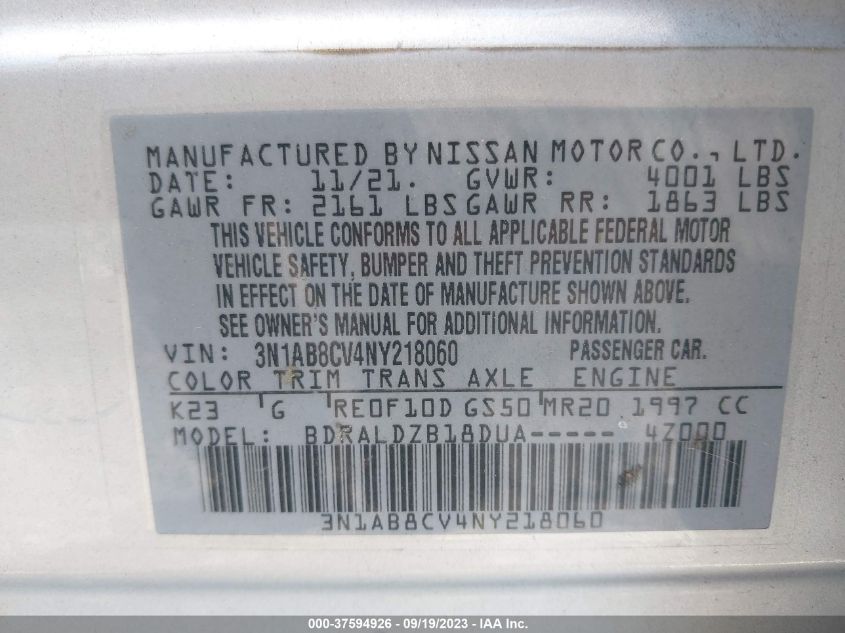 MANUFACTURED BY NISSAN MOTOR CO., LTD.
DATE: 11/21. GVWR: 4001 LBS
GAWR FR: 2161 LBS GAWR RR: 1863 LBS
THIS VEHICLE CONFORMS TO ALL APPLICABLE FEDERAL MOTOR
VEHICLE SAFETY, BUMPER AND THEFT PREVENTION STANDARDS
IN EFFECT ON THE DATE OF MANUFACTURE SHOWN ABOVE.
SEE OWNER'S MANUAL FOR ADDITIONAL INFORMATION.
VIN: 3N1AB8CV4NY218060 PASSENGER CAR.
COLOR TRIM TRANS AXLE ENGINE
K23 G RE0F10D GS50 MR20 1997 CC
MODEL: BDRALDZB18DUA----- 4Z000
3N1AB8CV4NY218060
000-37594926 - 09/19/2023 - IAA Inc.